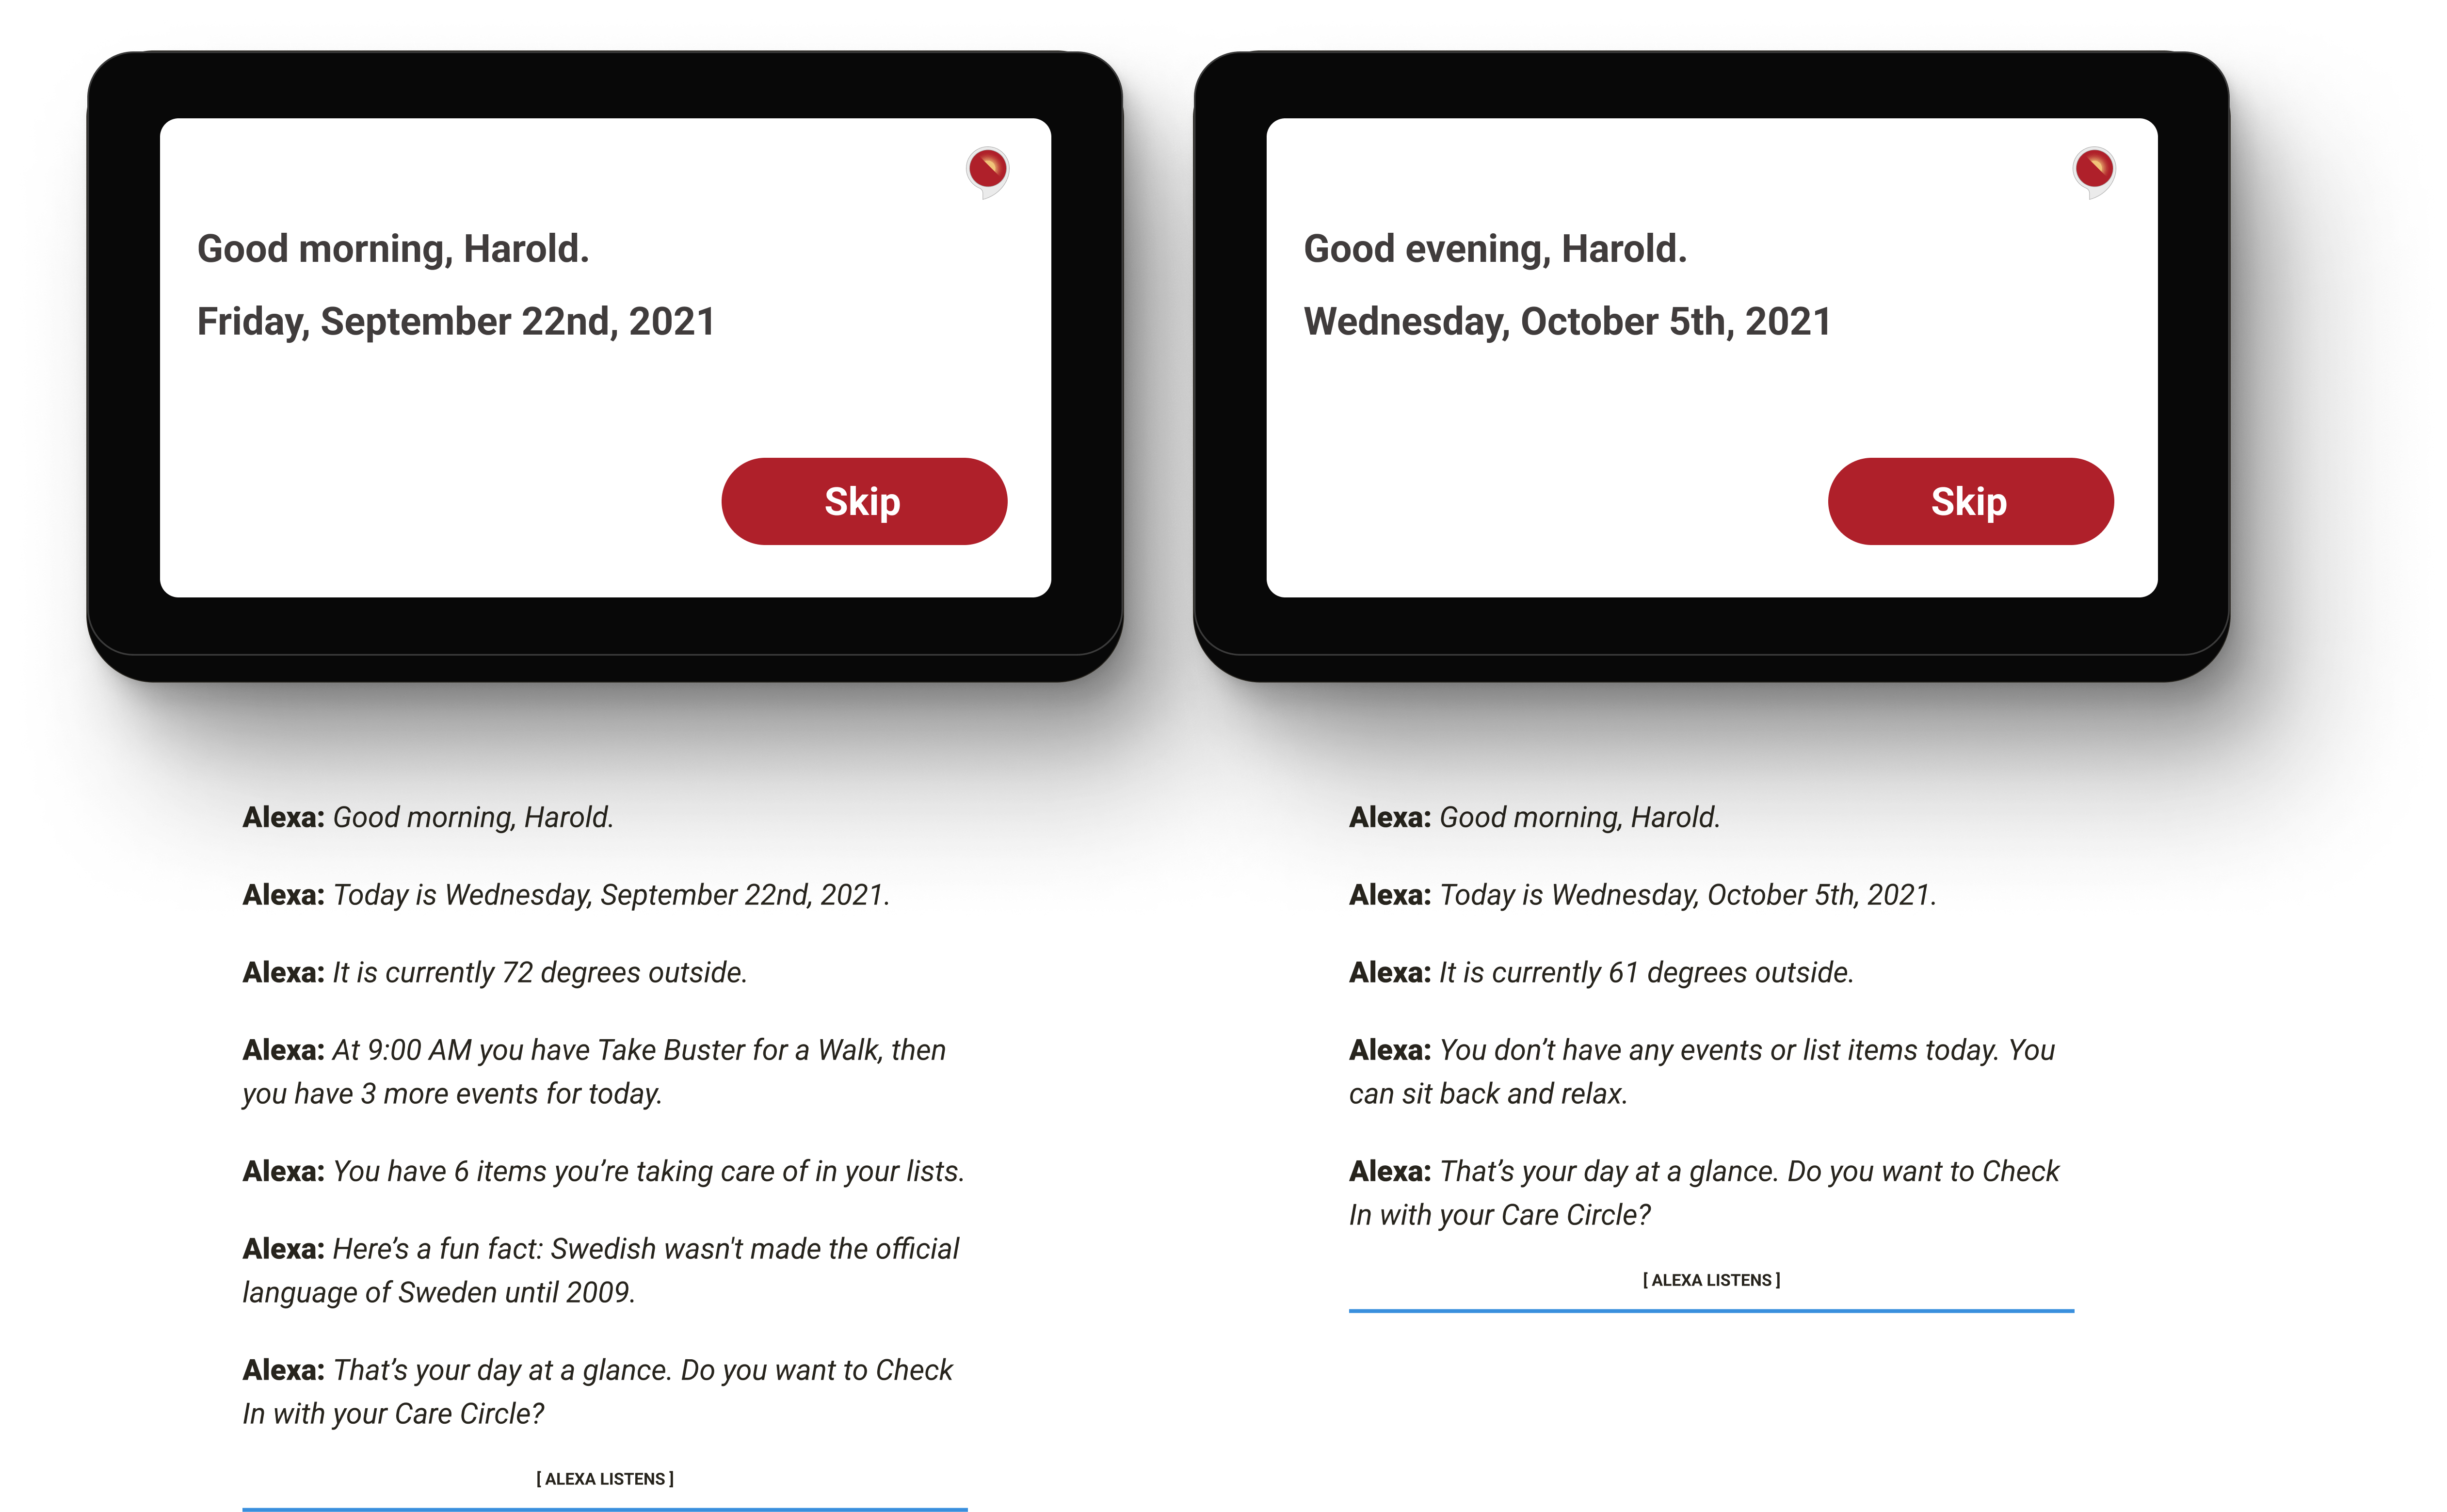 Good morning, Harold.
Friday, September 22nd, 2021
Skip
Alexa: Good morning, Harold.
Alexa: Today is Wednesday, September 22nd, 2021.
Alexa: It is currently 72 degrees outside.
Alexa: At 9:00 AM you have Take Buster for a Walk, then
you have 3 more events for today.
Alexa: You have 6 items you’re taking care of in your lists.
Alexa: Here’s a fun fact: Swedish wasn't made the official
language of Sweden until 2009.
Alexa: That’s your day at a glance. Do you want to Check
In with your Care Circle?
[ ALEXA LISTENS ]
Good evening, Harold.
Wednesday, October 5th, 2021
Skip
Alexa: Good morning, Harold.
Alexa: Today is Wednesday, October 5th, 2021.
Alexa: It is currently 61 degrees outside.
Alexa: You don’t have any events or list items today. You
can sit back and relax.
Alexa: That’s your day at a glance. Do you want to Check
In with your Care Circle?
[ ALEXA LISTENS ]